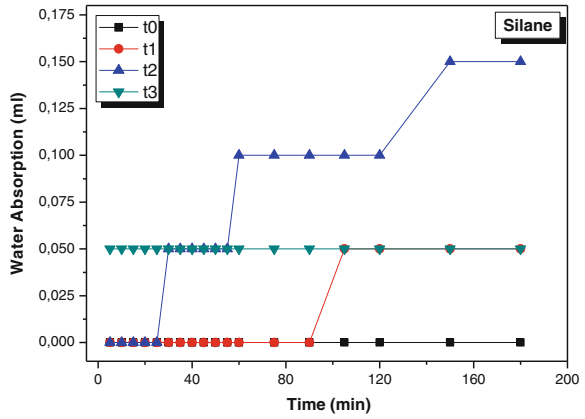 Silane
t0
t1
t2
t3
0,175
0,150
0,125
0,100
0,075
0,050
0,025
0,000
Water Absorption (ml)
0 40 80 120 160 200
Time (min)